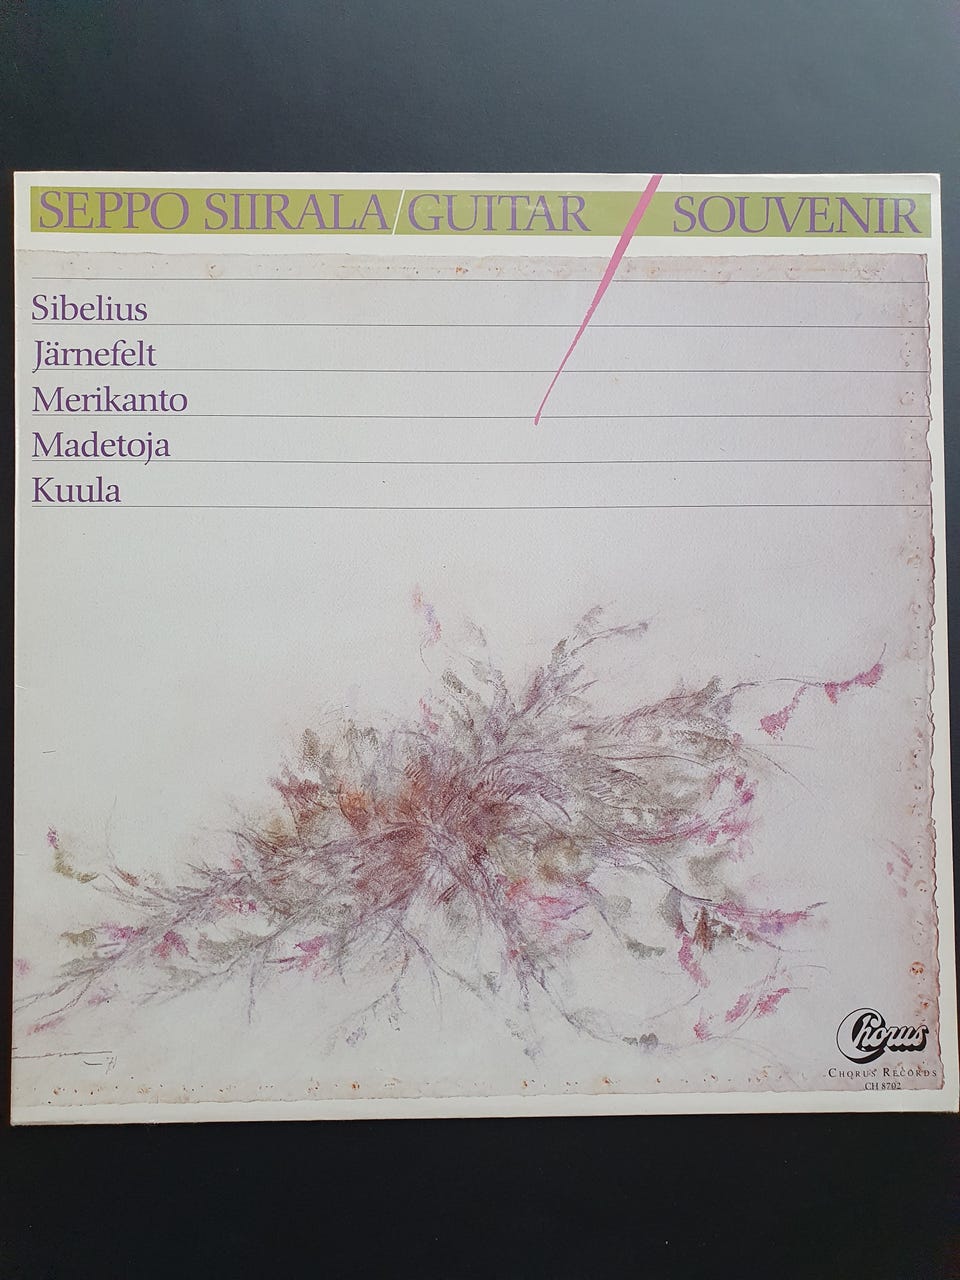 SEPPO SIIRALA/GUITAR / SOUVENIR
Sibelius
Järnefelt
Merikanto
Madetoja
Kuula
Chorus
CHORUS RECORDS
CH 8702